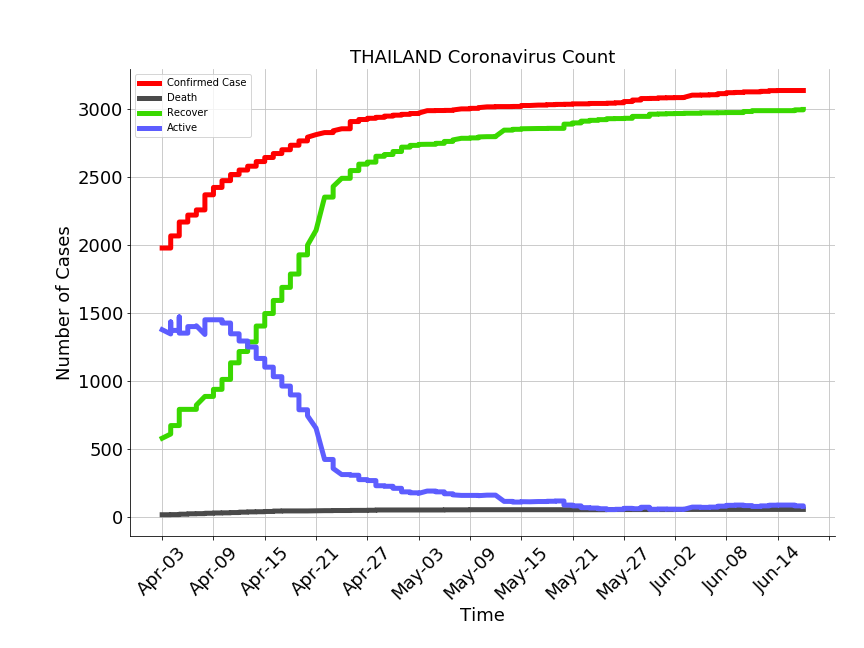 THAILAND Coronavirus Count
Confirmed Case
Death
Recover
Active
Number of Cases
3000
2500
2000
1500
1000
500
0
Apr-03
Apr-09
Apr-15
Apr-21
Apr-27
May-03
May-09
May-15
May-21
May-27
Jun-02
Jun-08
Jun-14
Time